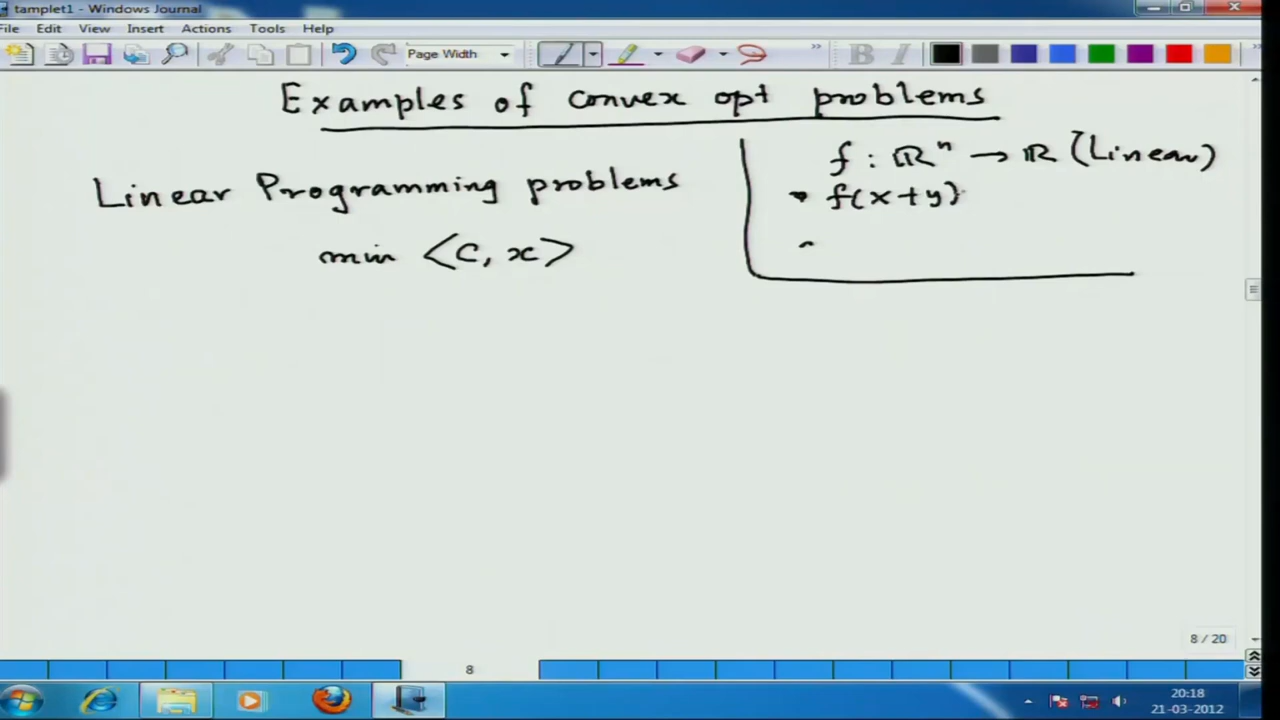 tamplet1 - Windows Journal
File Edit View Insert Actions Tools Help
Page Width
B I
Examples of convex opt problems
Linear Programming problems
min <C, x>
f : ℝⁿ → ℝ (Linear)
• f(x+y)
8 / 20
8
20:18
21-03-2012